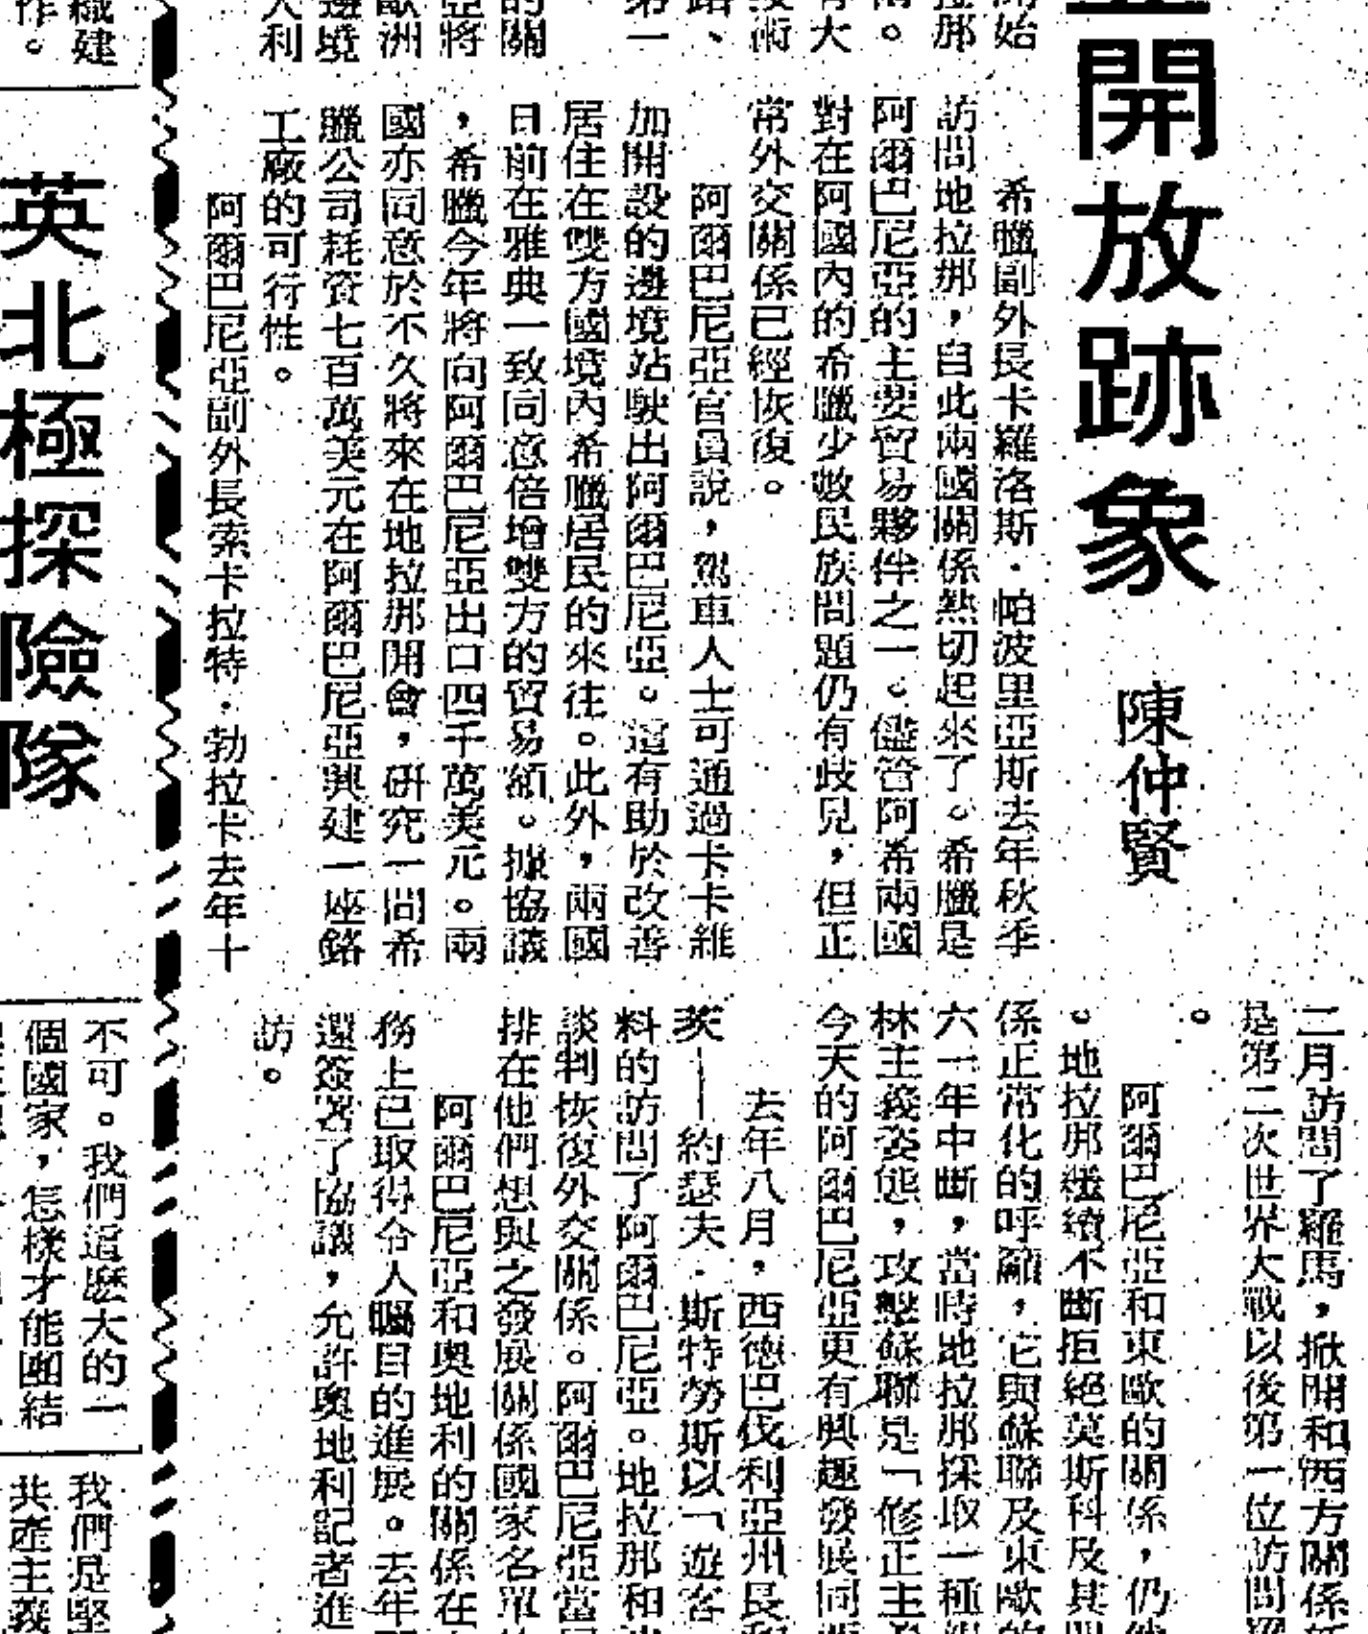 開放跡象
陳仲賢
開始
拉那
。
有大
技術
路、
第一
的關
亞將
歐洲
邊境
大利
希臘副外長卡羅洛斯．帕波里亞斯去年秋季
訪問地拉那，自此兩國關係熱切起來了。希臘是
阿爾巴尼亞的主要貿易夥伴之一。儘管阿希兩國
對在阿國內的希臘少數民族問題仍有歧見，但正
常外交關係已經恢復。
阿爾巴尼亞官員說，駕車人士可通過卡卡維
加開設的邊境站駛出阿爾巴尼亞。這有助於改善
居住在雙方國境內希臘居民的來往。此外，兩國
日前在雅典一致同意倍增雙方的貿易額。據協議
，希臘今年將向阿爾巴尼亞出口四千萬美元。兩
國亦同意於不久將來在地拉那開會，研究一間希
臘公司耗資七百萬美元在阿爾巴尼亞興建一座鉻
工廠的可行性。
阿爾巴尼亞副外長索卡拉特．勃拉卡去年十
二月訪問了羅馬，掀開和西方關係
是第二次世界大戰以後第一位訪問
。
阿爾巴尼亞和東歐的關係，仍
。地拉那繼續不斷拒絕莫斯科及其
係正常化的呼籲，它與蘇聯及東歐的
六一年中斷，當時地拉那採取一種
林主義姿態，攻擊蘇聯是「修正主
今天的阿爾巴尼亞更有興趣發展同
去年八月，西德巴伐利亞州長
茨——約瑟夫．斯特勞斯以「遊客
料的訪問了阿爾巴尼亞。地拉那和
談判恢復外交關係。阿爾巴尼亞當
排在他們想與之發展關係國家名單
阿爾巴尼亞和奧地利的關係在
務上已取得令人矚目的進展。去年
還簽署了協議，允許奧地利記者進
訪。
織建
作。
英北極探險隊
不可。我們這麼大的一
個國家，怎樣才能團結
我們是堅
共產主義